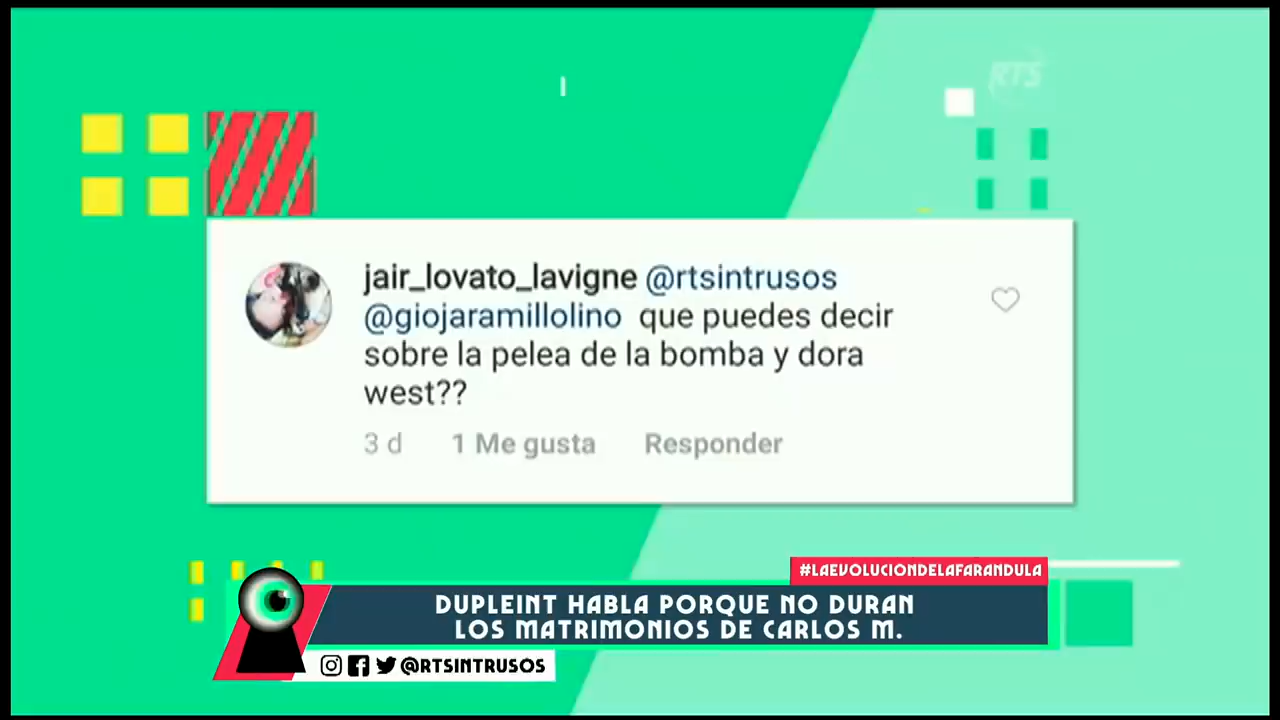 RTS
jair_lovato_lavigne @rtsintrusos
@giojaramillolino que puedes decir
sobre la pelea de la bomba y dora
west??
3 d 1 Me gusta Responder
#LAEVOLUCIONDELAFARANDULA
DUPLEINT HABLA PORQUE NO DURAN
LOS MATRIMONIOS DE CARLOS M.
@RTSINTRUSOS